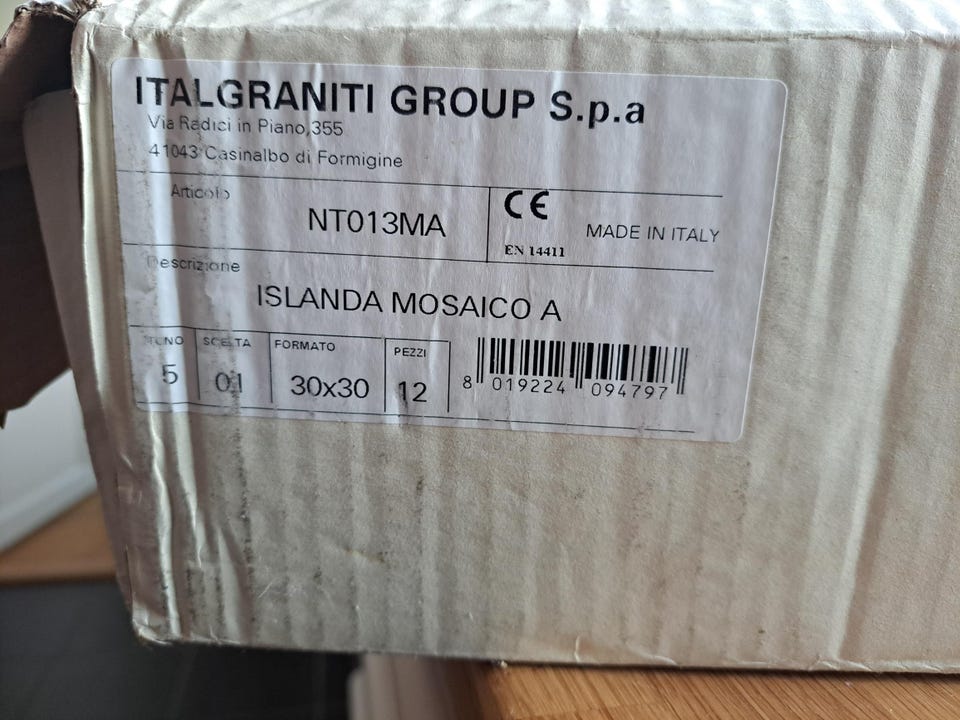 ITALGRANITI GROUP S.p.a
Via Radici in Piano,355
41043 Casinalbo di Formigine
Articolo
NT013MA
CE
EN 14411
MADE IN ITALY
Descrizione
ISLANDA MOSAICO A
TONO SCELTA FORMATO PEZZI
5 01 30x30 12
8 019224 094797